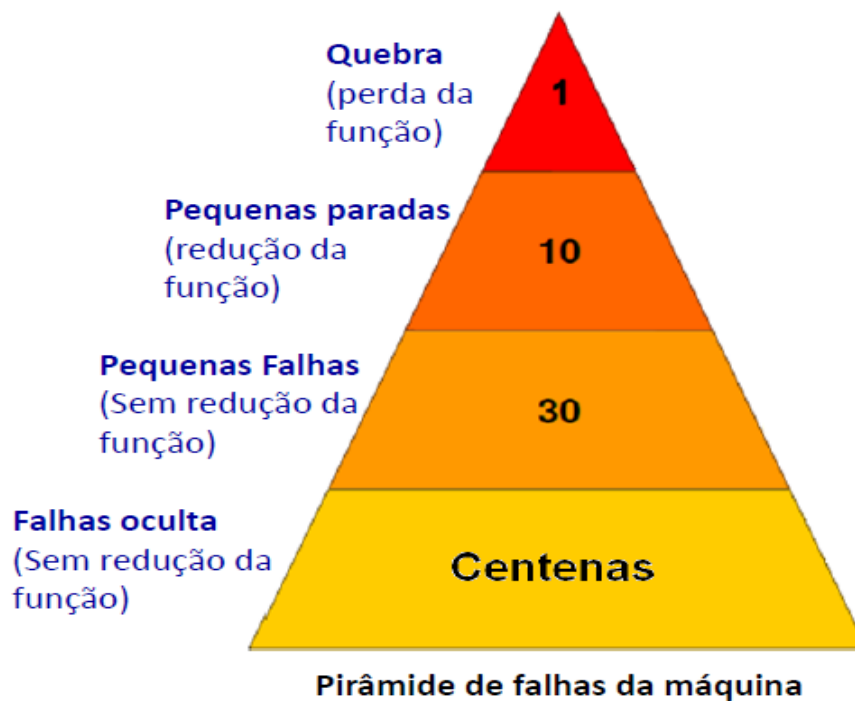 Quebra
(perda da
função)
1
Pequenas paradas
(redução da
função)
10
Pequenas Falhas
(Sem redução da
função)
30
Falhas oculta
(Sem redução da
função)
Centenas
Pirâmide de falhas da máquina